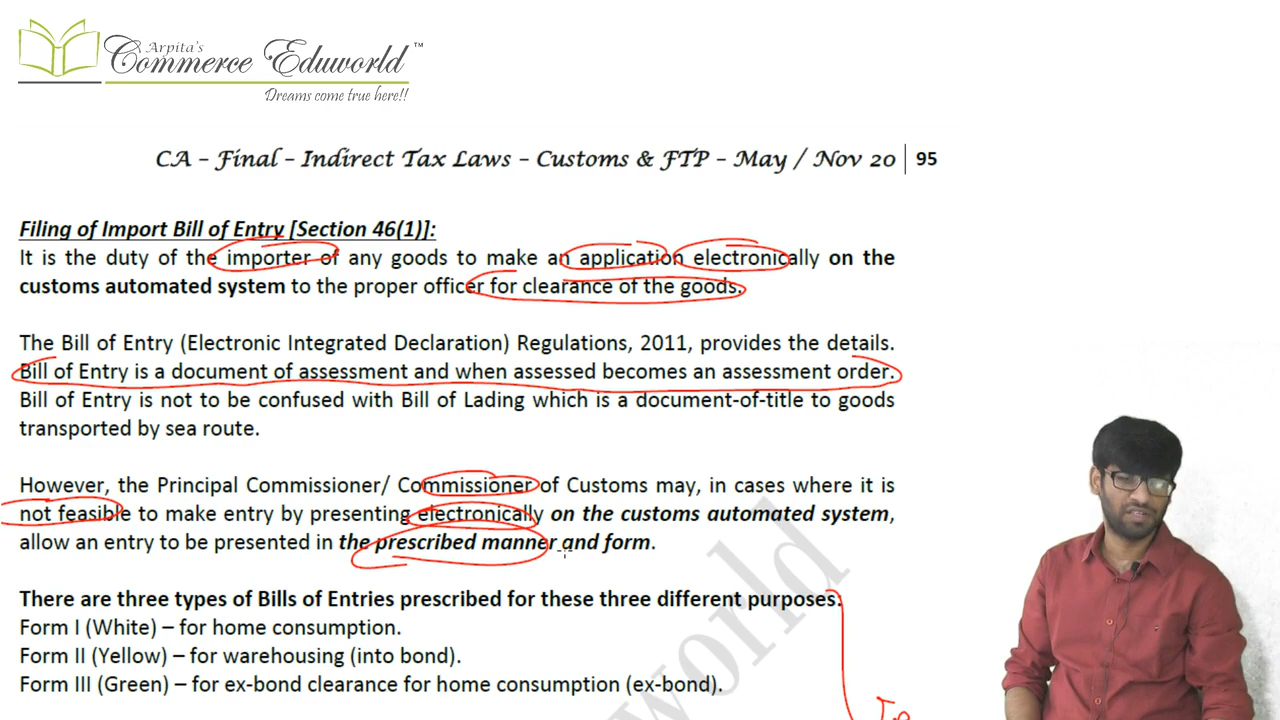 Arpita's
Commerce Eduworld™
Dreams come true here!!
CA – Final – Indirect Tax Laws – Customs & FTP – May / Nov 20 | 95
Filing of Import Bill of Entry [Section 46(1)]:
It is the duty of the importer of any goods to make an application electronically on the
customs automated system to the proper officer for clearance of the goods.
The Bill of Entry (Electronic Integrated Declaration) Regulations, 2011, provides the details.
Bill of Entry is a document of assessment and when assessed becomes an assessment order.
Bill of Entry is not to be confused with Bill of Lading which is a document-of-title to goods
transported by sea route.
However, the Principal Commissioner/ Commissioner of Customs may, in cases where it is
not feasible to make entry by presenting electronically on the customs automated system,
allow an entry to be presented in the prescribed manner and form.
There are three types of Bills of Entries prescribed for these three different purposes:
Form I (White) – for home consumption.
Form II (Yellow) – for warehousing (into bond).
Form III (Green) – for ex-bond clearance for home consumption (ex-bond).
world